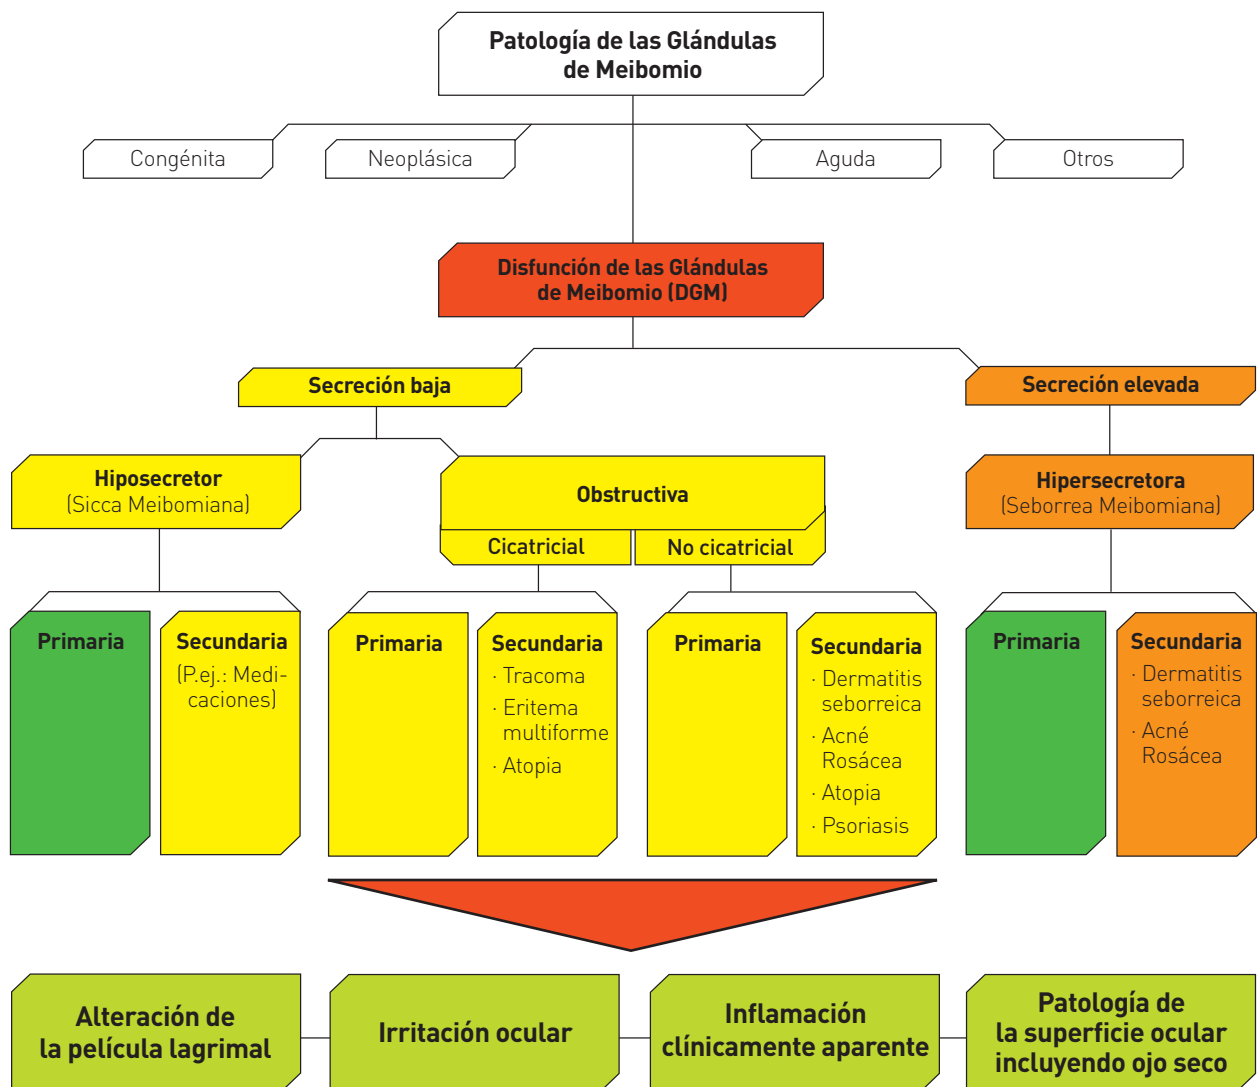 Patología de las Glándulas
de Meibomio
Congénita
Neoplásica
Aguda
Otros
Disfunción de las Glándulas
de Meibomio (DGM)
Secreción baja
Secreción elevada
Hiposecretor
(Sicca Meibomiana)
Obstructiva
Cicatricial
No cicatricial
Hipersecretora
(Seborrea Meibomiana)
Primaria
Secundaria
(P.ej.: Medi-
caciones)
Primaria
Secundaria
· Tracoma
· Eritema
multiforme
· Atopia
Primaria
Secundaria
· Dermatitis
seborreica
· Acné
Rosácea
· Atopia
· Psoriasis
Primaria
Secundaria
· Dermatitis
seborreica
· Acné
Rosácea
Alteración de
la película lagrimal
Irritación ocular
Inflamación
clínicamente aparente
Patología de
la superficie ocular
incluyendo ojo seco